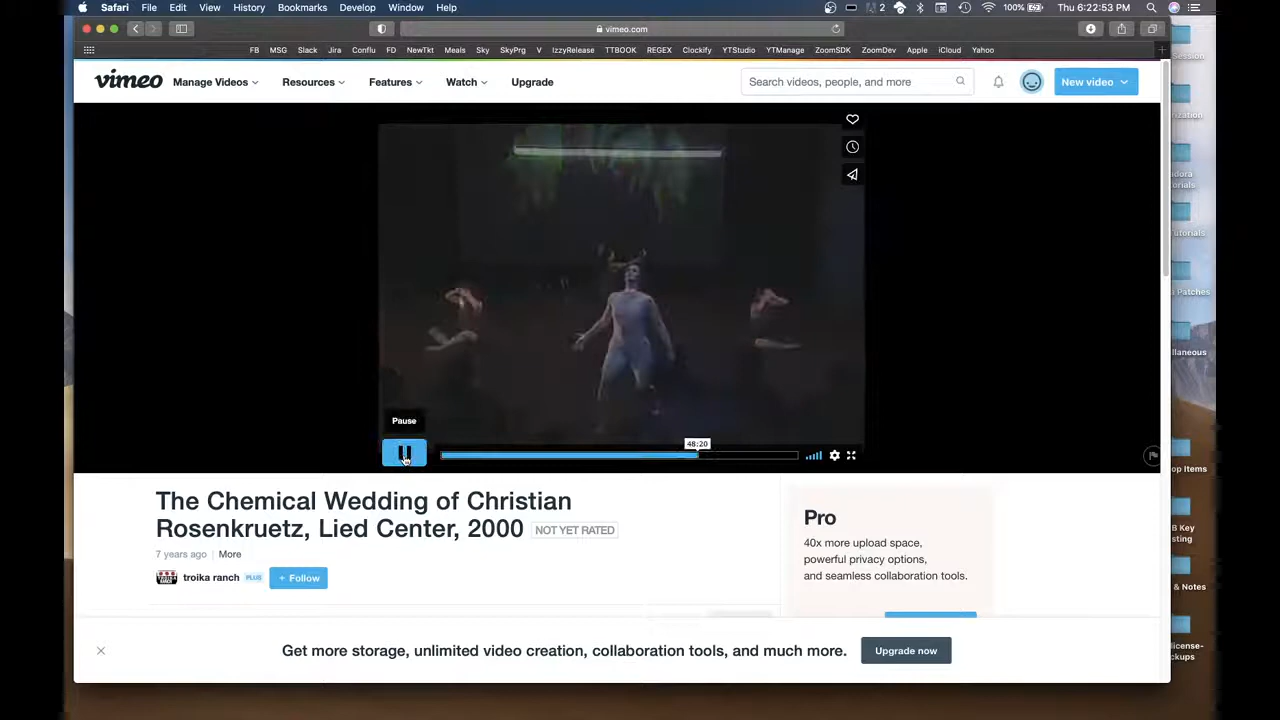 Safari File Edit View History Bookmarks Develop Window Help 2 100% Thu 6:22:53 PM
vimeo.com
FB MSG Slack Jira Conflu FD NewTkt Meals Sky SkyPrg V IzzyRelease TTBOOK REGEX Clockify YTStudio YTManage ZoomSDK ZoomDev Apple iCloud Yahoo
vimeo Manage Videos Resources Features Watch Upgrade Search videos, people, and more New video
Pause
48:20
The Chemical Wedding of Christian
Rosenkruetz, Lied Center, 2000 NOT YET RATED
7 years ago More
troika ranch PLUS + Follow
Pro
40x more upload space,
powerful privacy options,
and seamless collaboration tools.
Get more storage, unlimited video creation, collaboration tools, and much more. Upgrade now
Patches
& Notes